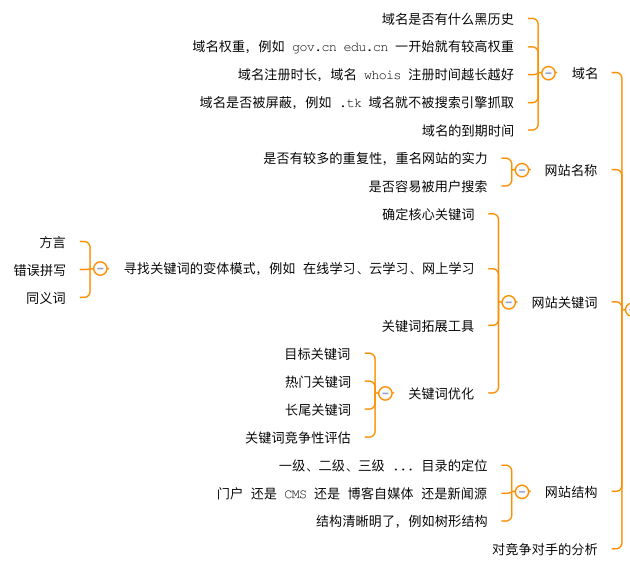 域名是否有什么黑历史
域名权重，例如 gov.cn edu.cn 一开始就有较高权重
域名注册时长，域名 whois 注册时间越长越好
域名
域名是否被屏蔽，例如 .tk 域名就不被搜索引擎抓取
域名的到期时间
是否有较多的重复性，重名网站的实力
网站名称
是否容易被用户搜索
确定核心关键词
方言
错误拼写
寻找关键词的变体模式，例如 在线学习、云学习、网上学习
同义词
网站关键词
关键词拓展工具
目标关键词
热门关键词
关键词优化
长尾关键词
关键词竞争性评估
一级、二级、三级 ... 目录的定位
门户 还是 CMS 还是 博客自媒体 还是新闻源
网站结构
结构清晰明了，例如树形结构
对竞争对手的分析